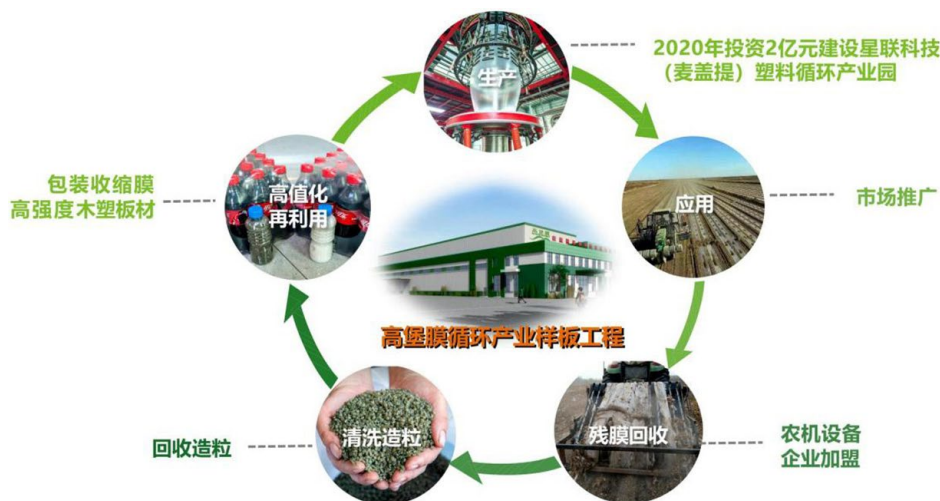 生产
2020年投资2亿元建设星联科技
（麦盖提）塑料循环产业园
应用
市场推广
残膜回收
农机设备
企业加盟
清洗造粒
回收造粒
高值化
再利用
包装收缩膜
高强度木塑板材
高堡膜循环产业样板工程